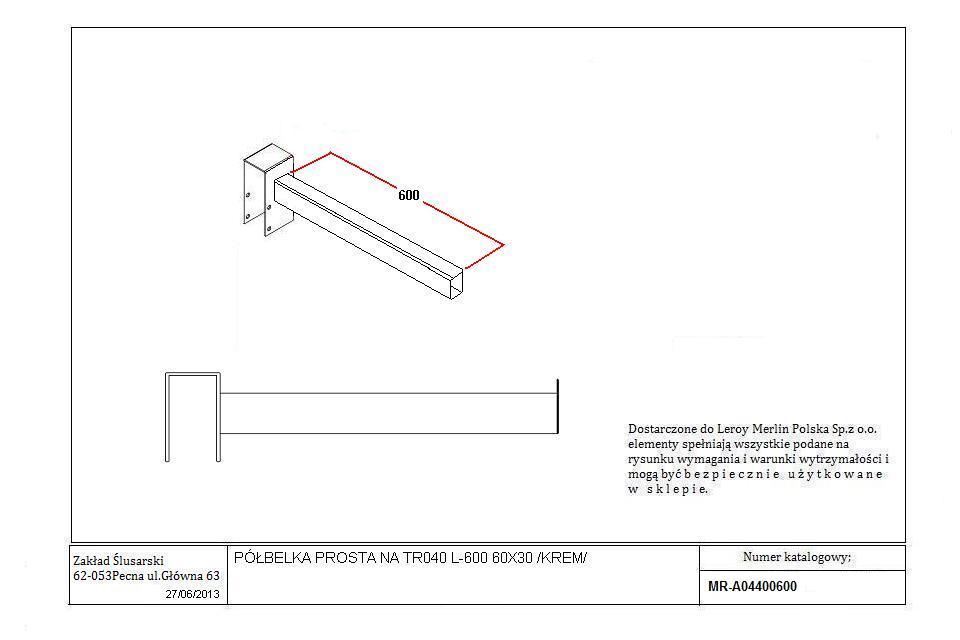 600
Dostarczone do Leroy Merlin Polska Sp.z o.o.
elementy spełniają wszystkie podane na
rysunku wymagania i warunki wytrzymałości i
mogą być b e z p i e c z n i e u ż y t k o w a n e
w s k l e p i e.
Zakład Ślusarski
62-053Pecna ul.Główna 63
27/06/2013
PÓŁBELKA PROSTA NA TR040 L-600 60X30 /KREM/
Numer katalogowy;
MR-A04400600